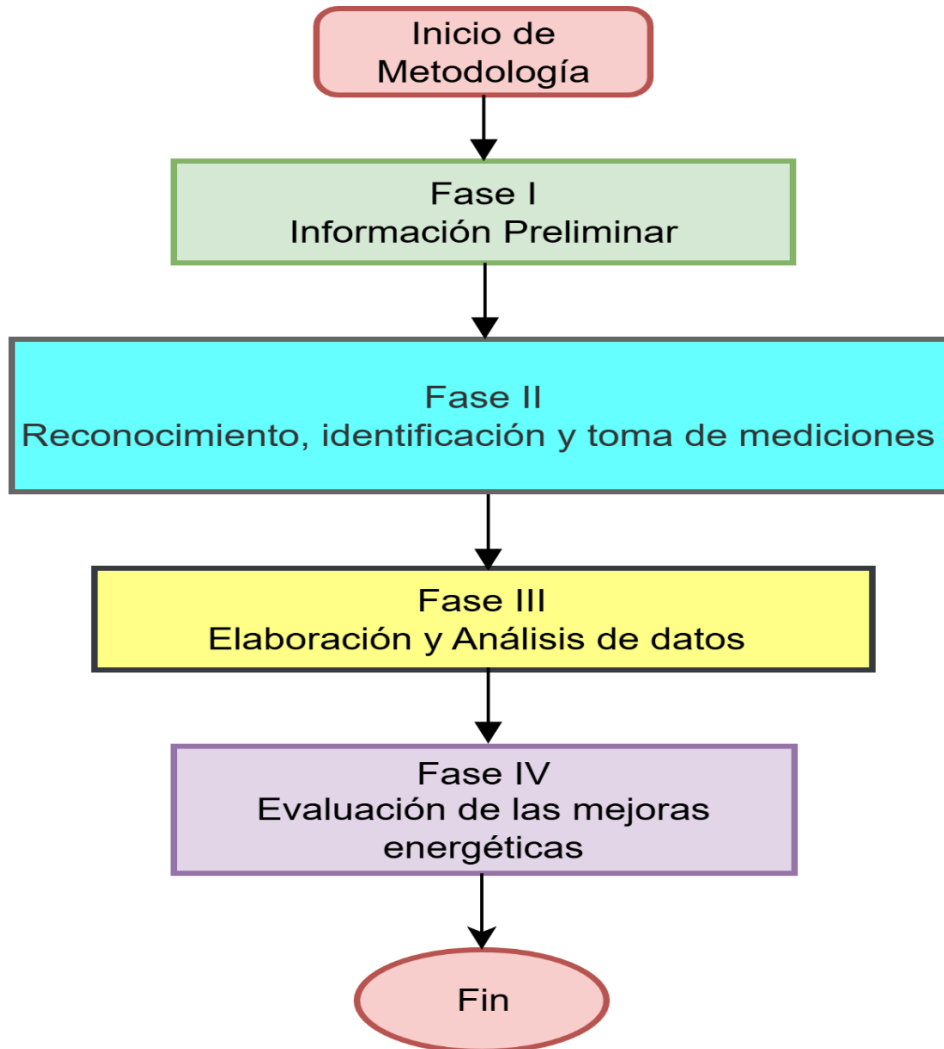 Inicio de
Metodología
Fase I
Información Preliminar
Fase II
Reconocimiento, identificación y toma de mediciones
Fase III
Elaboración y Análisis de datos
Fase IV
Evaluación de las mejoras
energéticas
Fin